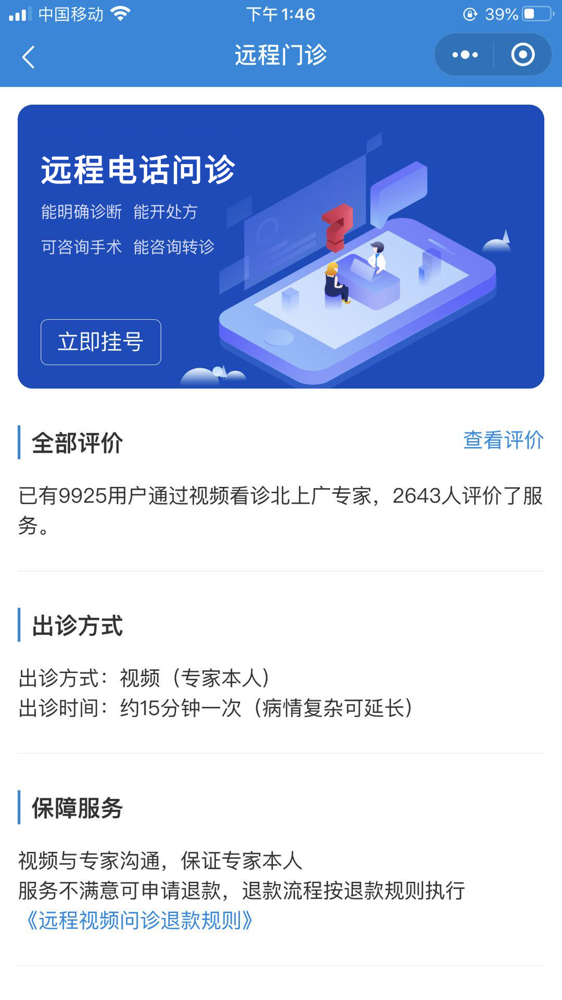 中国移动
下午1:46
39%
远程门诊
远程电话问诊
能明确诊断 能开处方
可咨询手术 能咨询转诊
立即挂号
全部评价
查看评价
已有9925用户通过视频看诊北上广专家，2643人评价了服
务。
出诊方式
出诊方式：视频（专家本人）
出诊时间：约15分钟一次（病情复杂可延长）
保障服务
视频与专家沟通，保证专家本人
服务不满意可申请退款，退款流程按退款规则执行
《远程视频问诊退款规则》